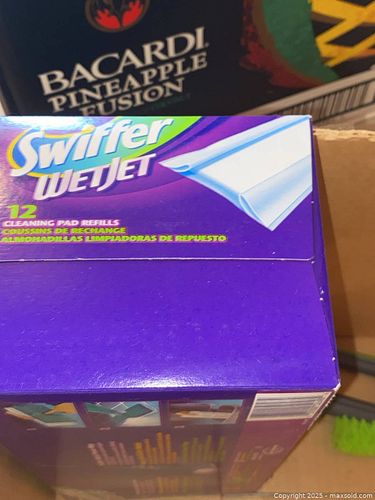 BACARDI
PINEAPPLE
FUSION
Swiffer
WETJET
12
CLEANING PAD REFILLS
COUSSINS DE RECHANGE
ALMOHADILLAS LIMPIADORAS DE REPUESTO
Copyright 2025 - maxsold.com